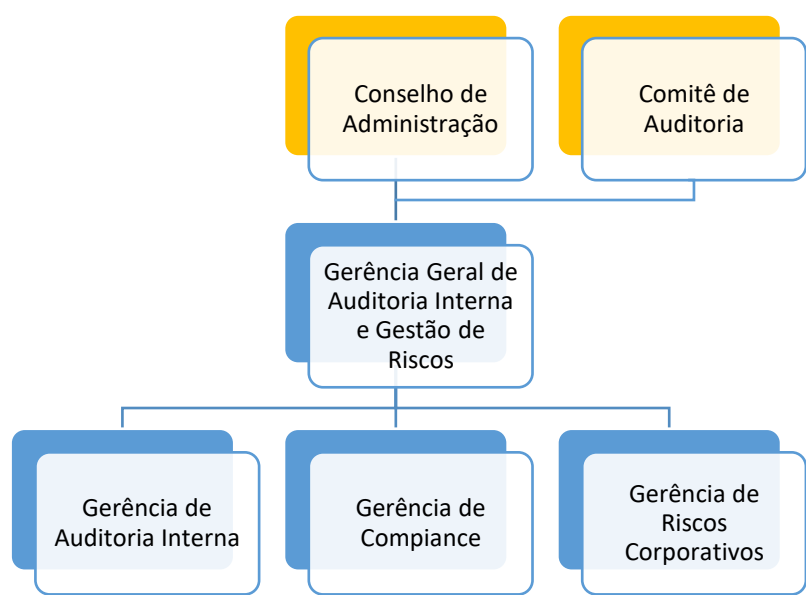 Conselho de
Administração
Comitê de
Auditoria
Gerência Geral de
Auditoria Interna
e Gestão de
Riscos
Gerência de
Auditoria Interna
Gerência de
Compiance
Gerência de
Riscos
Corporativos